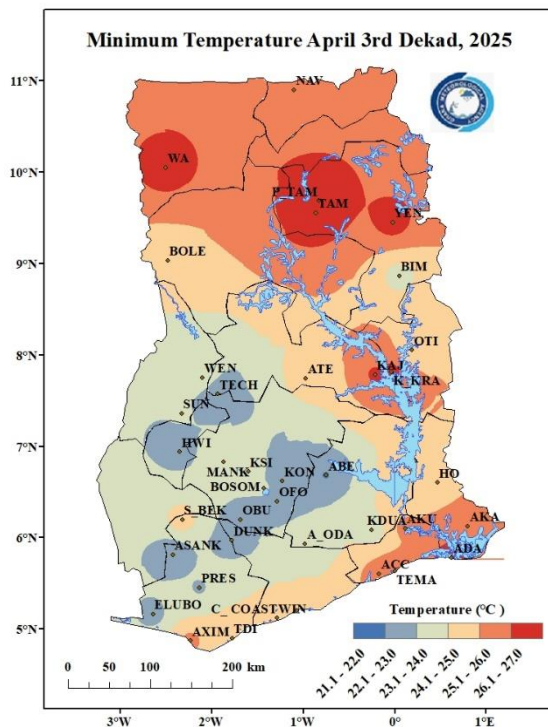 Minimum Temperature April 3rd Dekad, 2025
11°N
NAV
10°N
WA
P_TAM
TAM
YEN
BOLE
9°N
BIM
8°N
OTI
WEN
ATE
KAJ
K_KRA
TECH
SUN
7°N
HWI
MANK
KSI
KON
ABE
HO
BOSOM
OFO
S_BEK
OBU
KDUA
AKU
AKA
6°N
DUNK
A_ODA
ASANK
ADA
ACC
TEMA
PRES
ELUBO
C_COAST
WIN
5°N
AXIM
TDI
Temperature (°C)
21.1 - 22.0
22.1 - 23.0
23.1 - 24.0
24.1 - 25.0
25.1 - 26.0
26.1 - 27.0
0 50 100 200 km
3°W 2°W 1°W 0° 1°E